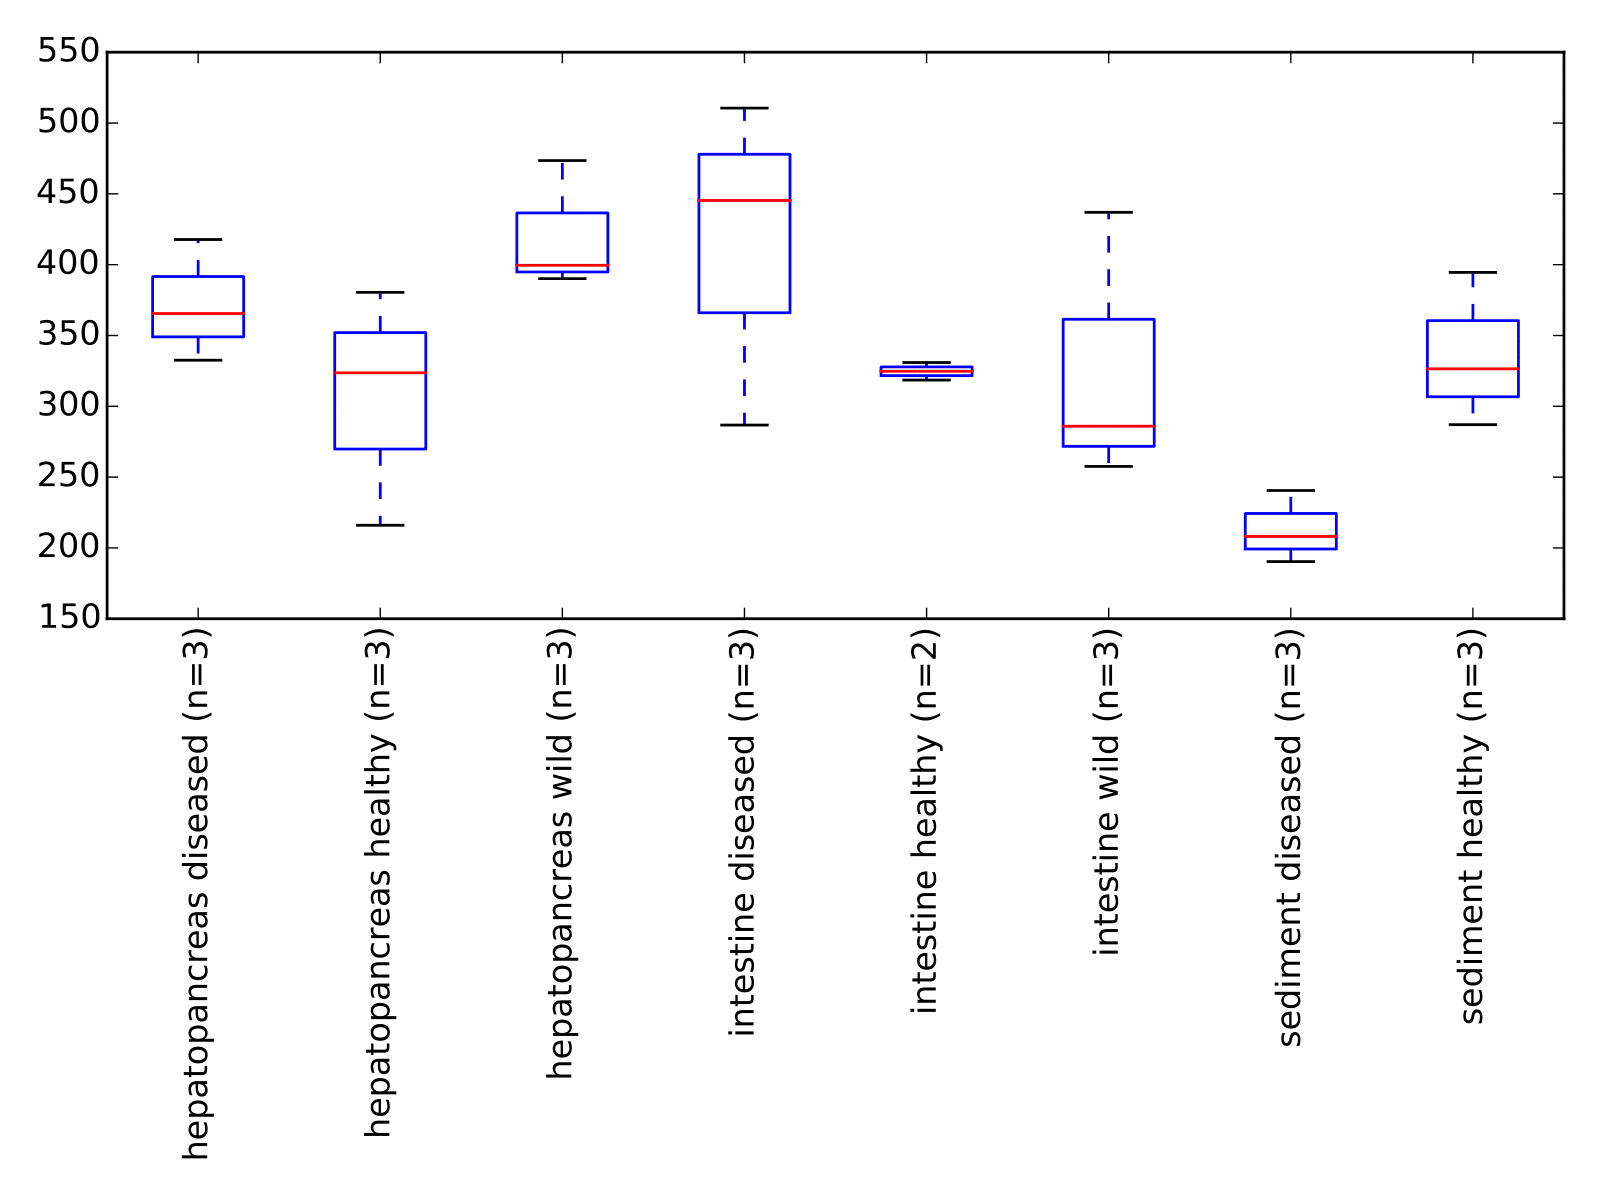 550
500
450
400
350
300
250
200
150
hepatopancreas diseased (n=3)
hepatopancreas healthy (n=3)
hepatopancreas wild (n=3)
intestine diseased (n=3)
intestine healthy (n=2)
intestine wild (n=3)
sediment diseased (n=3)
sediment healthy (n=3)